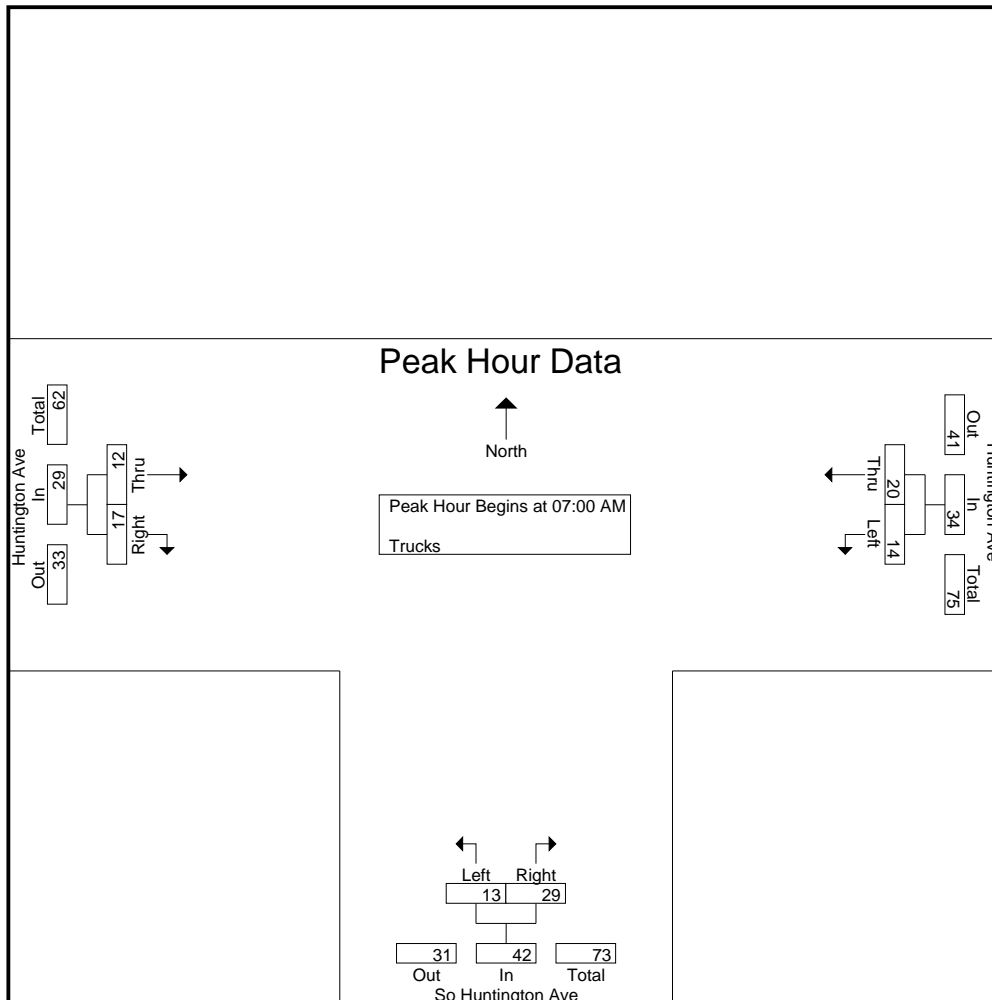 Peak Hour Data
North
Peak Hour Begins at 07:00 AM
Trucks
Huntington Ave
Total
62
In
29
Out
33
12
Thru
17
Right
Huntington Ave
Out
41
In
34
Total
75
Thru
20
Left
14
Left
Right
13
29
31
42
73
Out
In
Total
So Huntington Ave